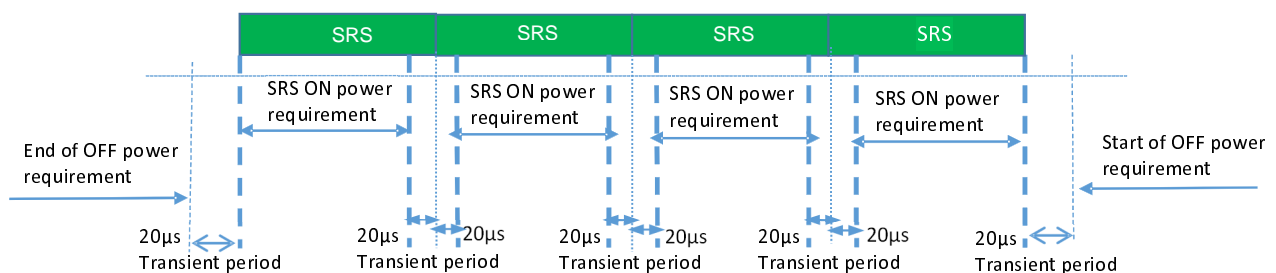 SRS SRS SRS SRS
SRS ON power
requirement
SRS ON power
requirement
SRS ON power
requirement
SRS ON power
requirement
End of OFF power
requirement
Start of OFF power
requirement
20µs
Transient period
20µs 20µs
Transient period
20µs 20µs
Transient period
20µs 20µs
Transient period
20µs
Transient period